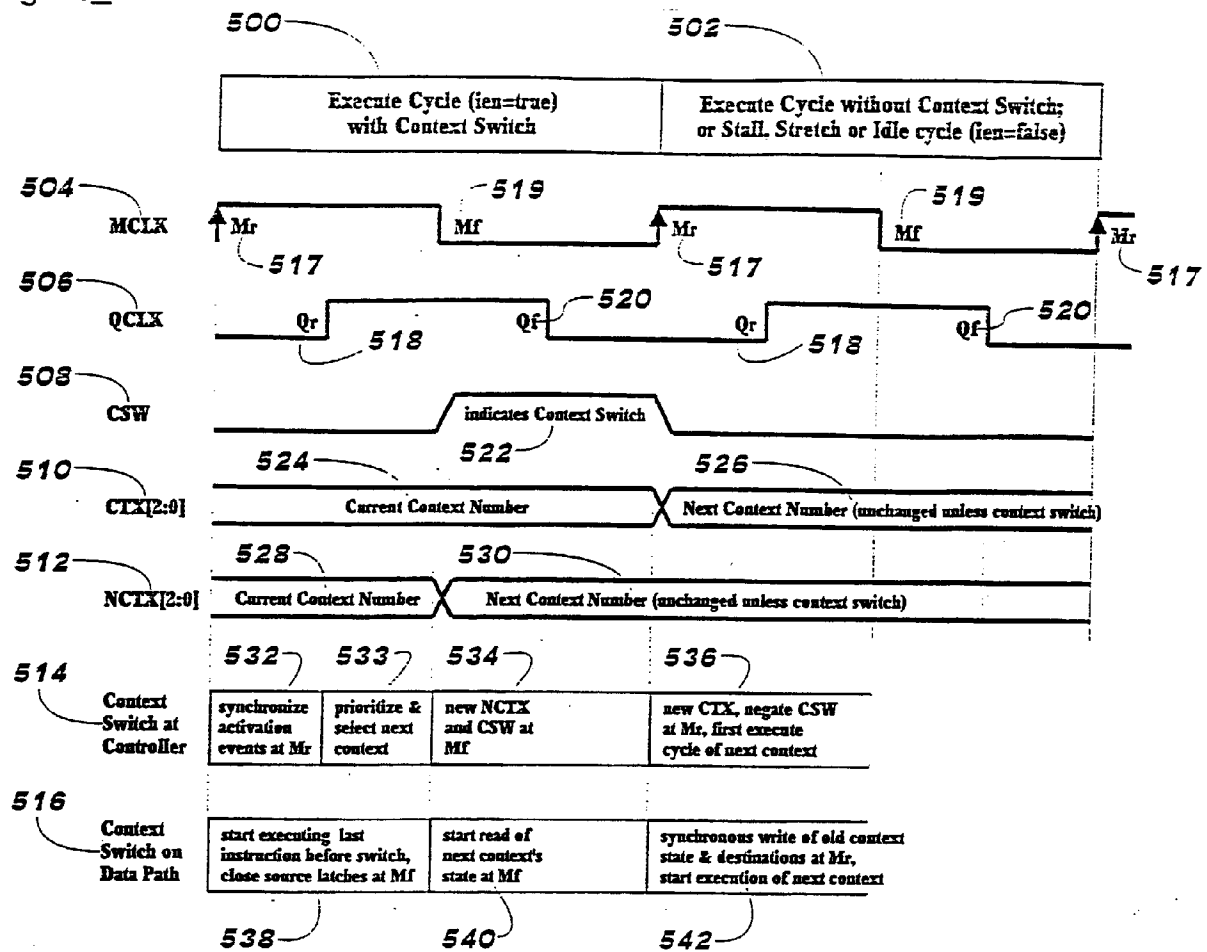 500
502
Execute Cycle (ien=true)
with Context Switch
Execute Cycle without Context Switch;
or Stall. Stretch or Idle cycle (ien=false)
504
MCLK
Mr
517
Mf
519
Mr
517
Mf
519
Mr
517
506
QCLX
Qr
518
Qf
520
Qr
518
Qf
520
508
CSW
indicates Context Switch
522
510
CTX[2:0]
524
Current Context Number
526
Next Context Number (unchanged unless context switch)
512
NCTX[2:0]
528
Current Context Number
530
Next Context Number (unchanged unless context switch)
514
Context
Switch at
Controller
532
synchronize
activation
events at Mr
533
prioritize &
select next
context
534
new NCTX
and CSW at
Mf
536
new CTX, negate CSW
at Mr, first execute
cycle of next context
516
Context
Switch on
Data Path
start executing last
instruction before switch,
close source latches at Mf
538
start read of
next context's
state at Mf
540
synchronous write of old context
state & destinations at Mr,
start execution of next context
542